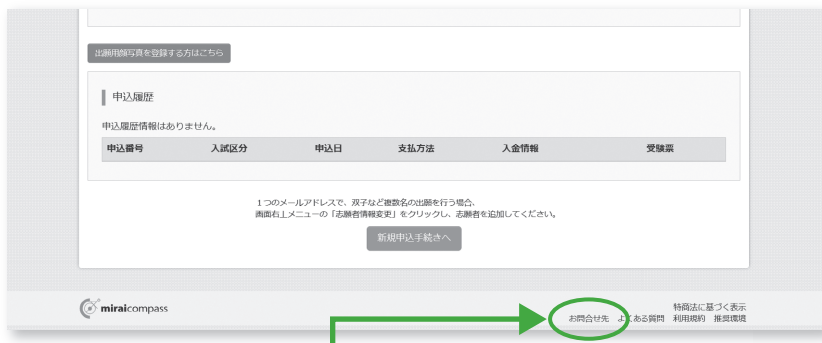 出願用顔写真を登録する方はこちら
申込履歴
申込履歴情報はありません。
申込番号 入試区分 申込日 支払方法 入金情報 受験票
1つのメールアドレスで、双子など複数名の出願を行う場合、
画面右上メニューの「志願者情報変更」をクリックし、志願者を追加してください。
新規申込手続きへ
miraicompass
特商法に基づく表示
お問合せ先 よくある質問 利用規約 推奨環境